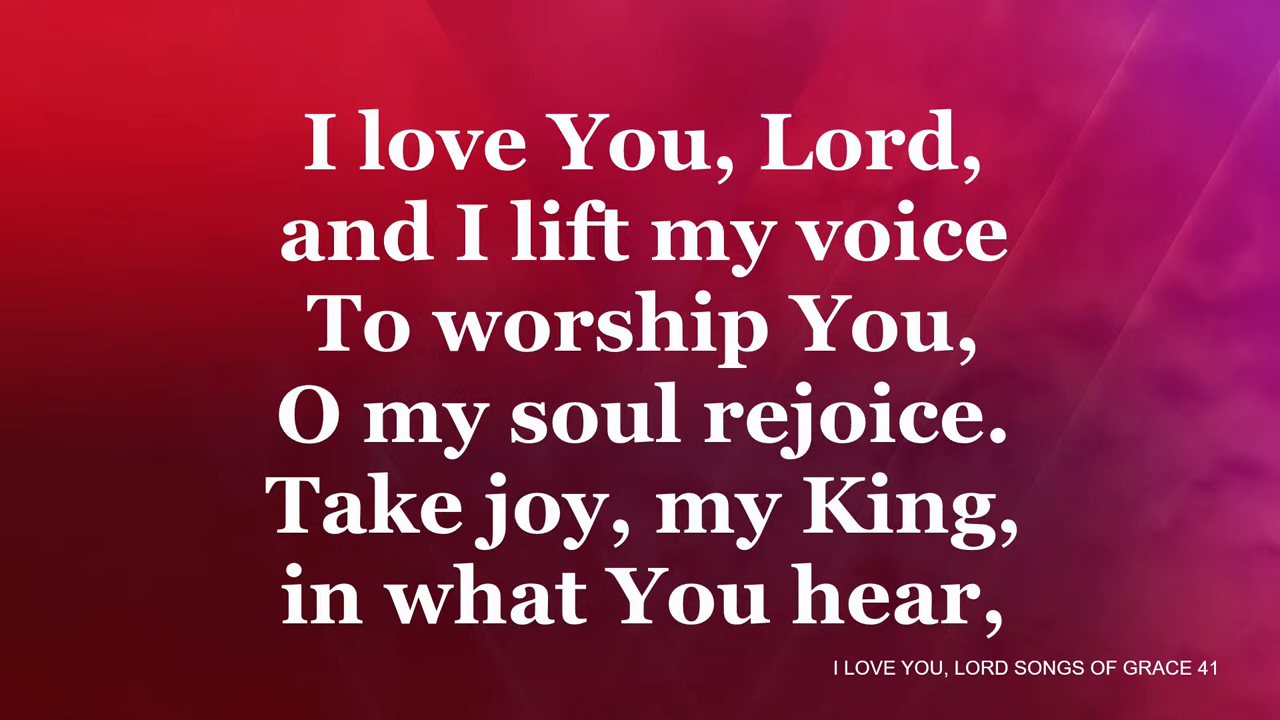 I love You, Lord,
and I lift my voice
To worship You,
O my soul rejoice.
Take joy, my King,
in what You hear,
I LOVE YOU, LORD SONGS OF GRACE 41